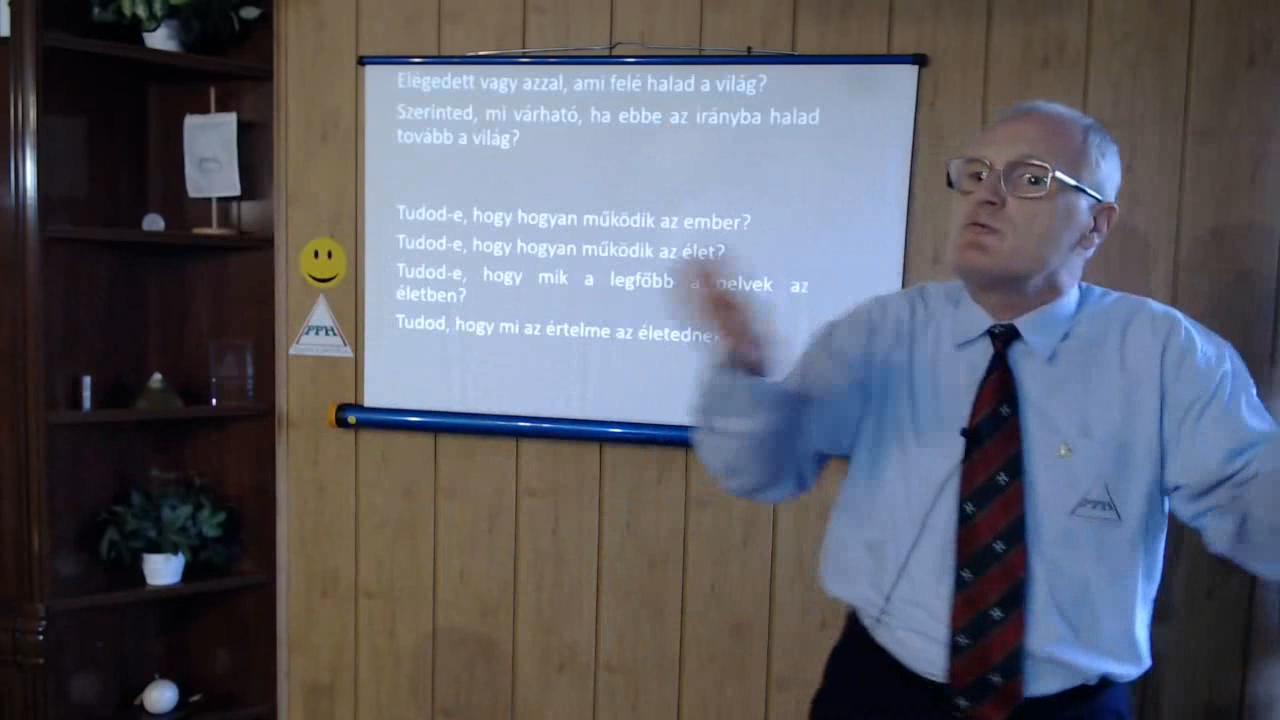 Elégedett vagy azzal, ami felé halad a világ?
Szerinted, mi várható, ha ebbe az irányba halad
tovább a világ?
Tudod-e, hogy hogyan működik az ember?
Tudod-e, hogy hogyan működik az élet?
Tudod-e, hogy mik a legfőbb az
életben?
Tudod, hogy mi az értelme az
PPH
PPH